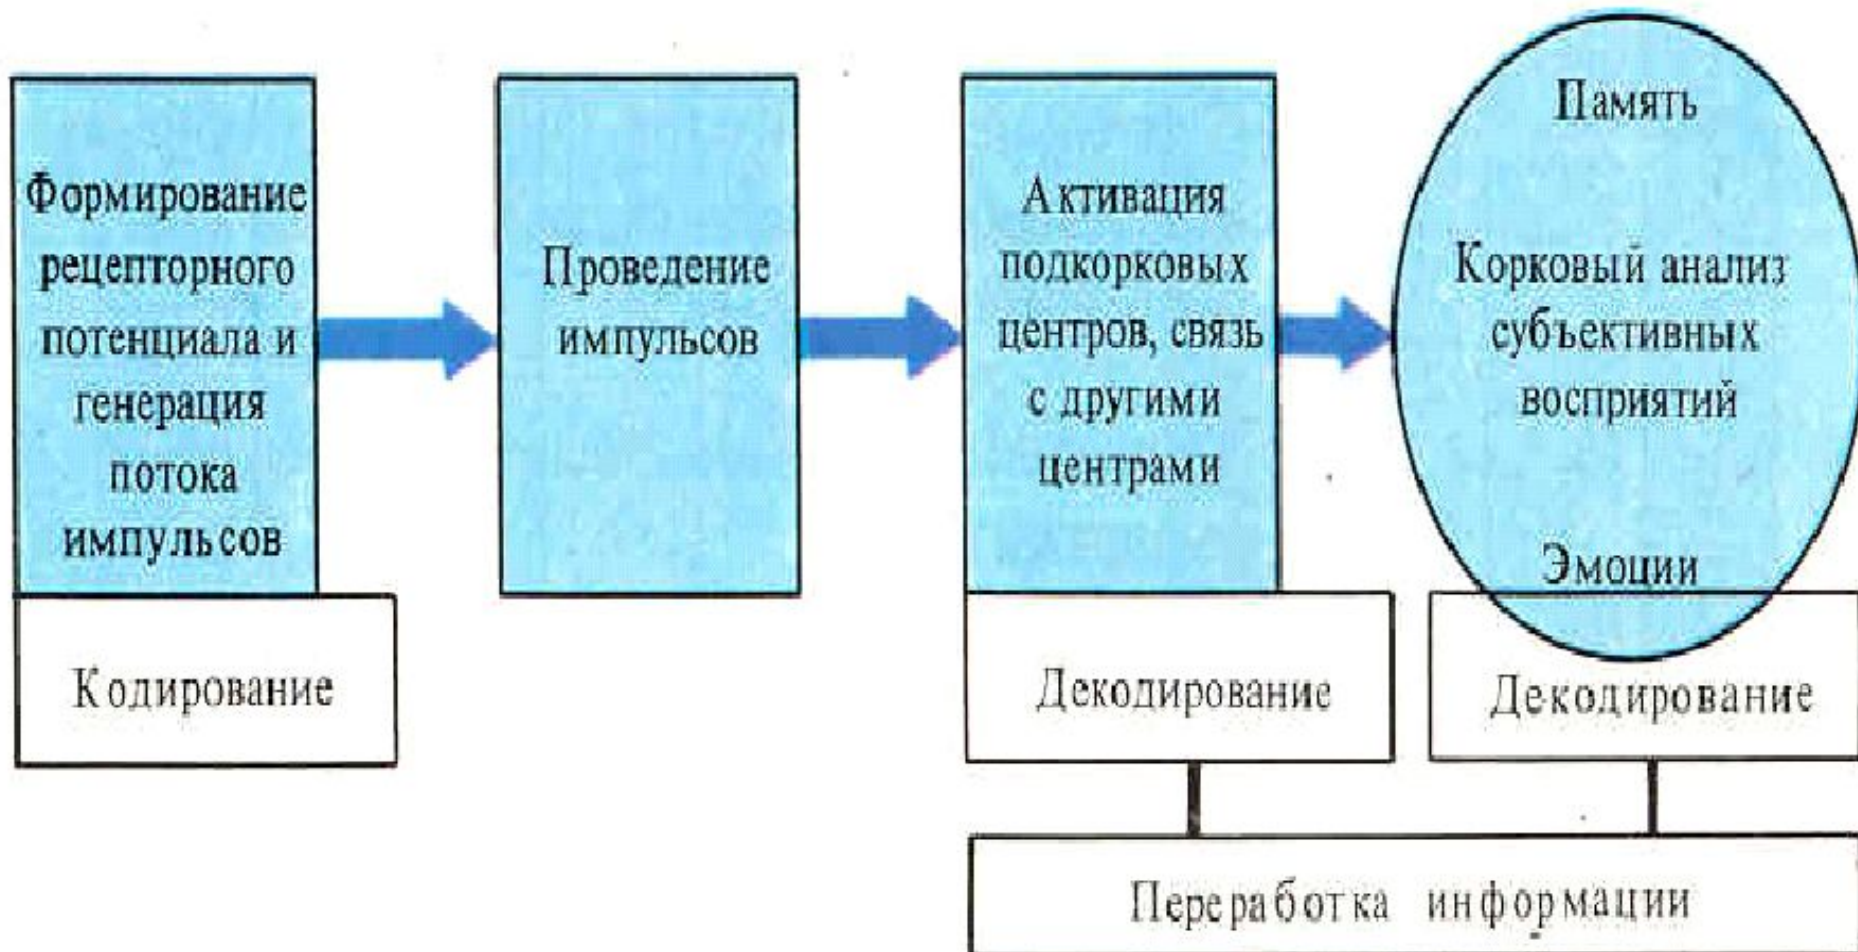 Формирование
рецепторного
потенциала и
генерация
потока
импульсов
Кодирование
Проведение
импульсов
Активация
подкорковых
центров, связь
с другими
центрами
Декодирование
Память
Корковый анализ
субъективных
восприятий
Эмоции
Декодирование
Переработка информации